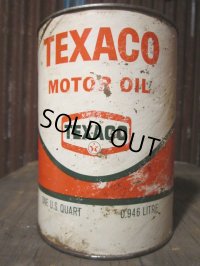 TEXACO
MOTOR OIL
SOLD OUT
TEXACO
ONE U.S. QUART 0.946 LITRE